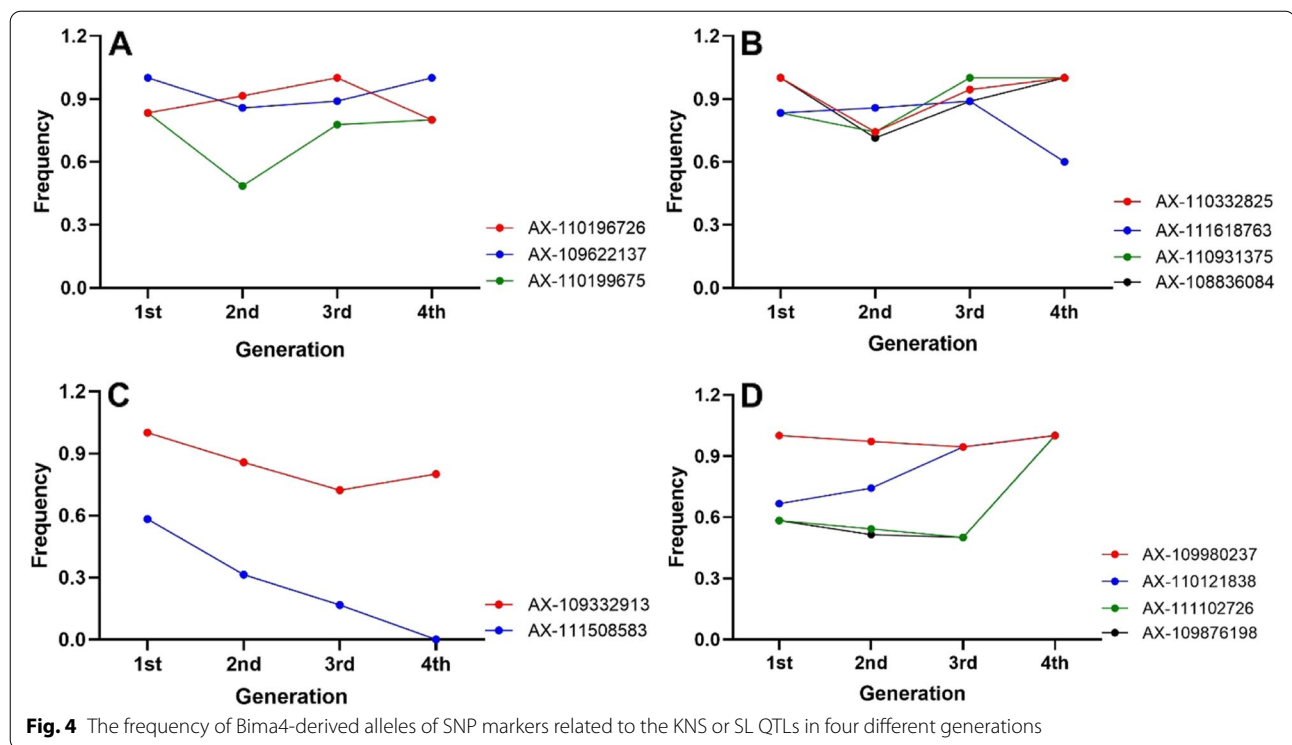 A
1.2
0.9
0.6
0.3
0.0
Frequency
1st 2nd 3rd 4th
Generation
AX-110196726
AX-109622137
AX-110199675
B
1.2
0.9
0.6
0.3
0.0
Frequency
1st 2nd 3rd 4th
Generation
AX-110332825
AX-111618763
AX-110931375
AX-108836084
C
1.2
0.9
0.6
0.3
0.0
Frequency
1st 2nd 3rd 4th
Generation
AX-109332913
AX-111508583
D
1.2
0.9
0.6
0.3
0.0
Frequency
1st 2nd 3rd 4th
Generation
AX-109980237
AX-110121838
AX-111102726
AX-109876198
Fig. 4 The frequency of Bima4-derived alleles of SNP markers related to the KNS or SL QTLs in four different generations